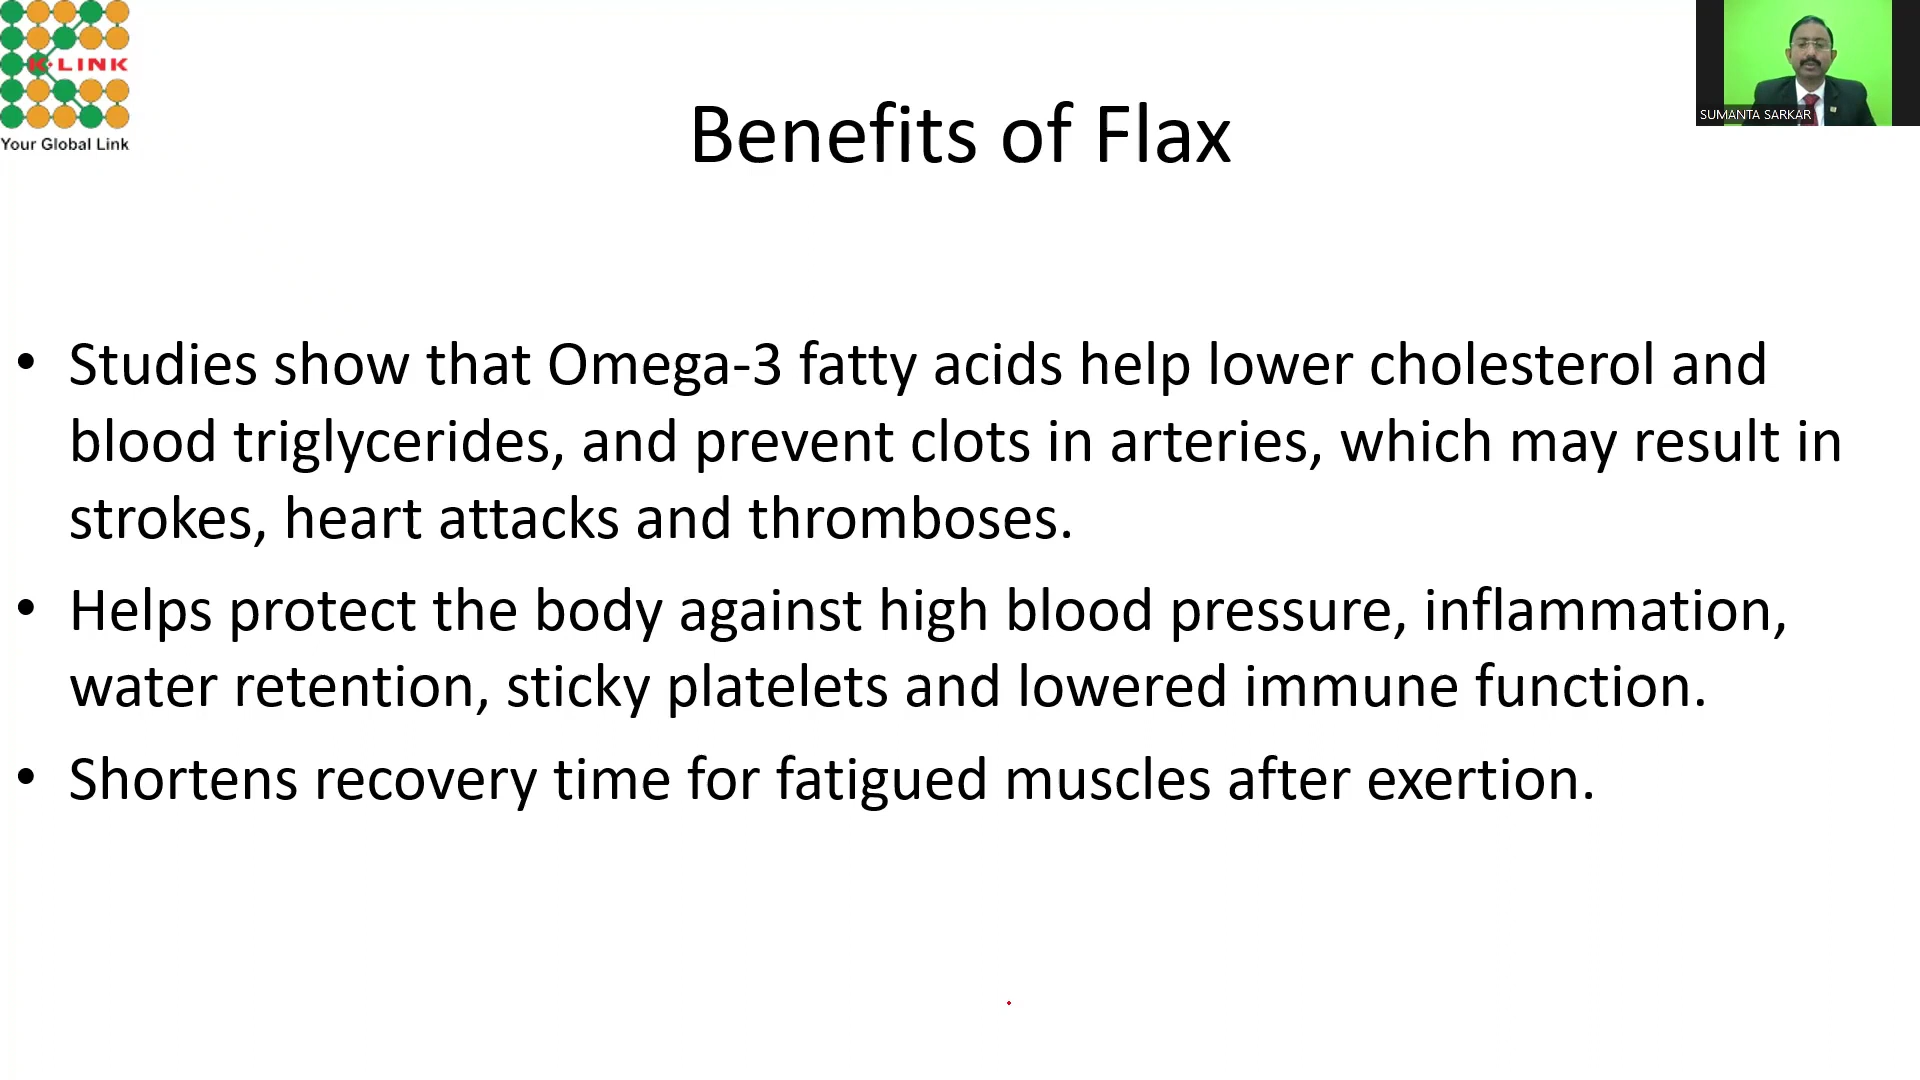 K-LINK
Your Global Link
SUMANTA SARKAR
Benefits of Flax
• Studies show that Omega-3 fatty acids help lower cholesterol and
blood triglycerides, and prevent clots in arteries, which may result in
strokes, heart attacks and thromboses.
• Helps protect the body against high blood pressure, inflammation,
water retention, sticky platelets and lowered immune function.
• Shortens recovery time for fatigued muscles after exertion.